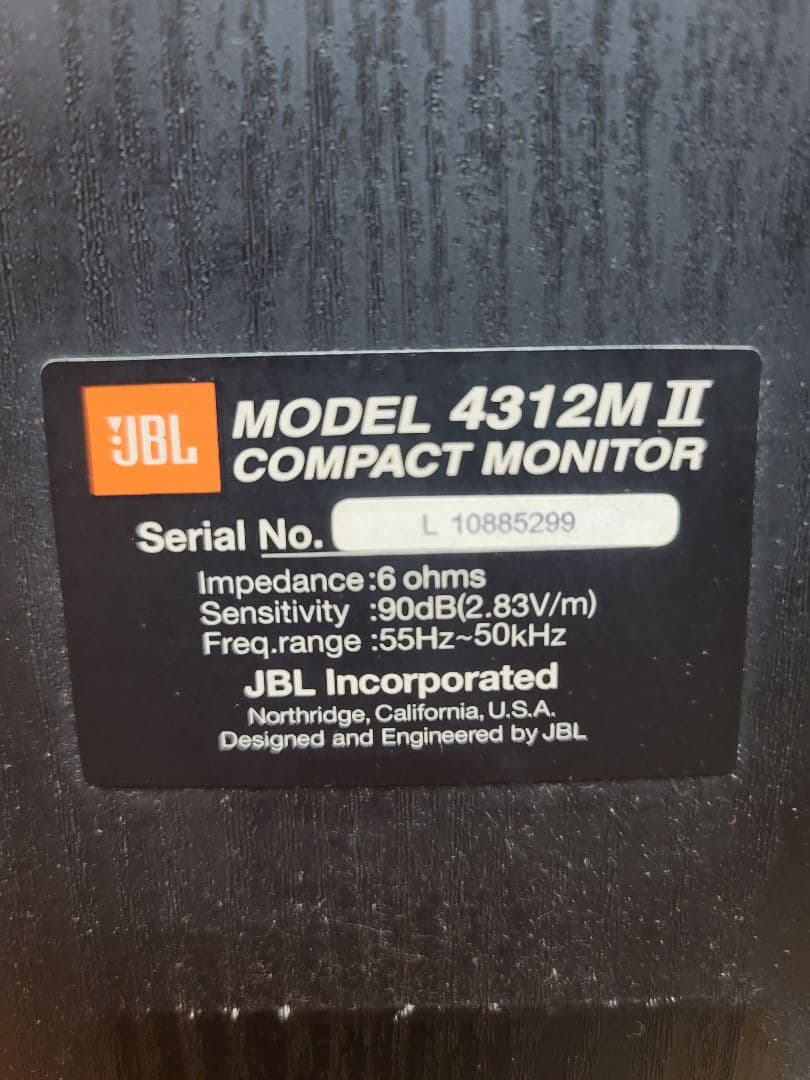 JBL
MODEL 4312M II
COMPACT MONITOR
Serial No. L 10885299
Impedance :6 ohms
Sensitivity :90dB(2.83V/m)
Freq.range :55Hz~50kHz
JBL Incorporated
Northridge, California, U.S.A.
Designed and Engineered by JBL